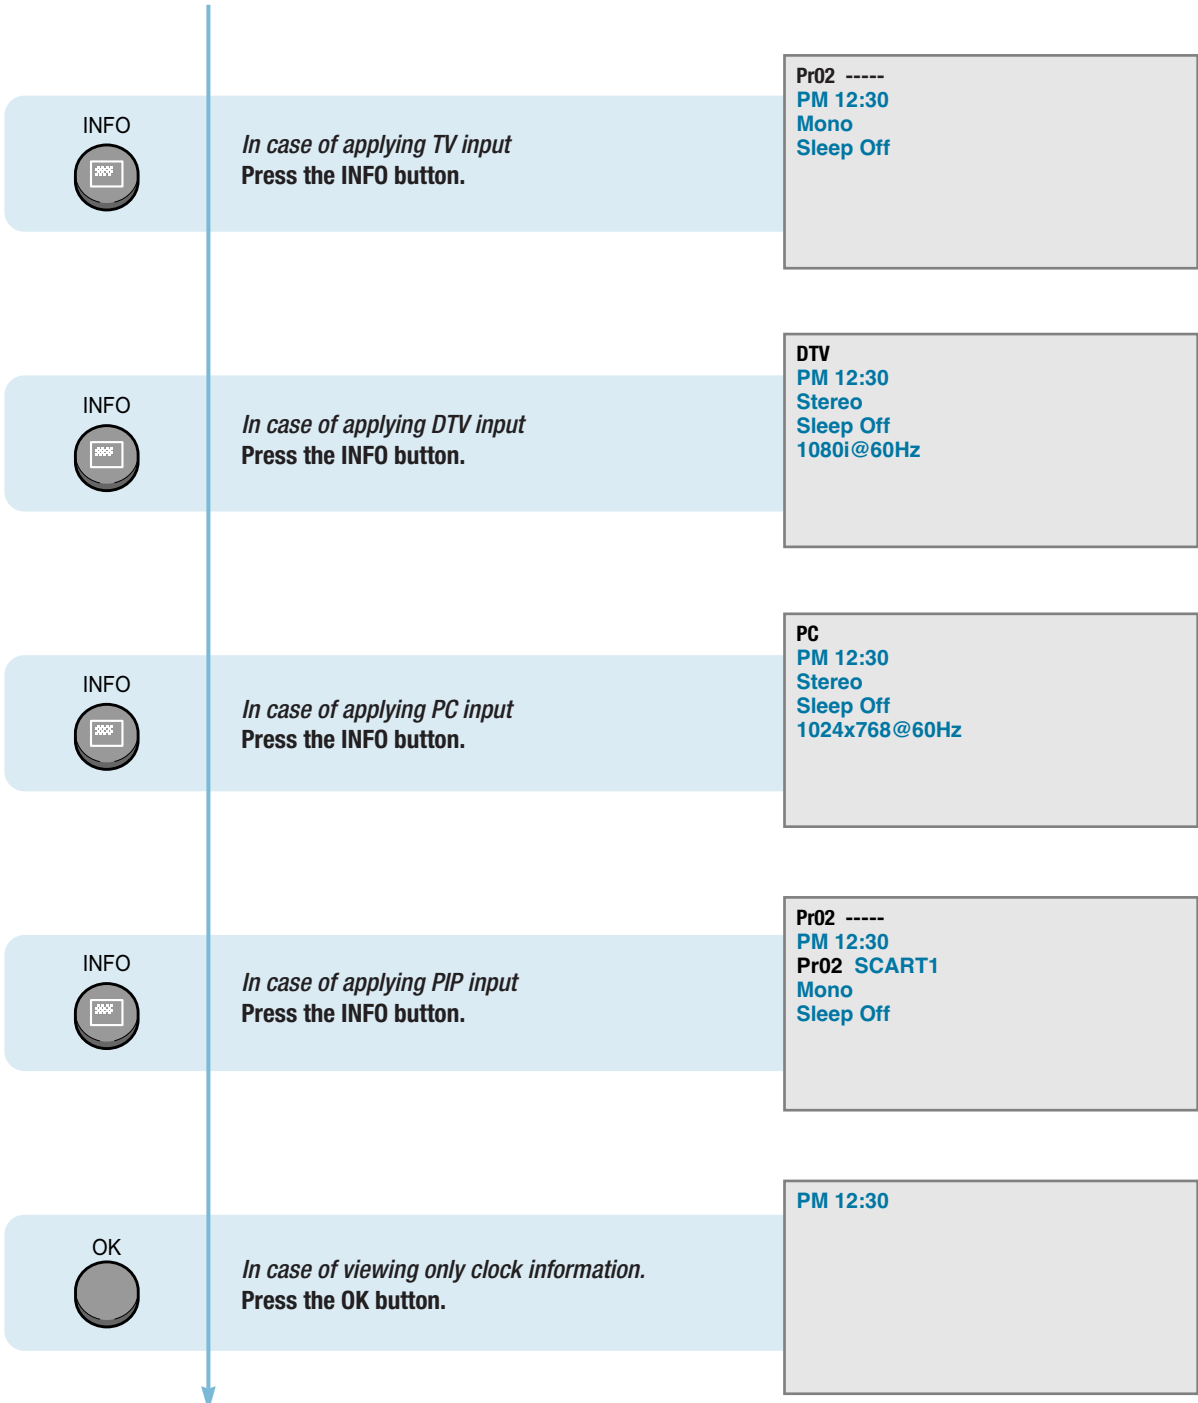 INFO
In case of applying TV input
Press the INFO button.
Pr02 -----
PM 12:30
Mono
Sleep Off
INFO
In case of applying DTV input
Press the INFO button.
DTV
PM 12:30
Stereo
Sleep Off
1080i@60Hz
INFO
In case of applying PC input
Press the INFO button.
PC
PM 12:30
Stereo
Sleep Off
1024x768@60Hz
INFO
In case of applying PIP input
Press the INFO button.
Pr02 -----
PM 12:30
Pr02 SCART1
Mono
Sleep Off
OK
In case of viewing only clock information.
Press the OK button.
PM 12:30